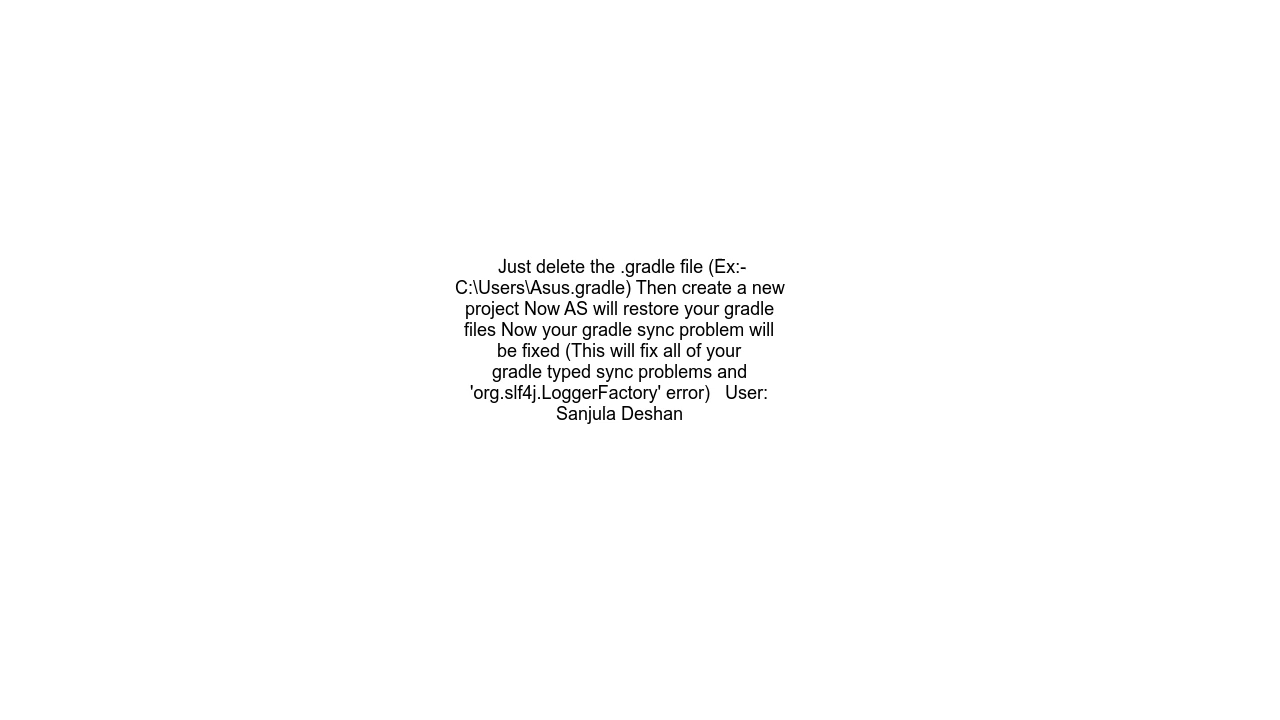 Just delete the .gradle file (Ex:-
C:\Users\Asus.gradle) Then create a new
project Now AS will restore your gradle
files Now your gradle sync problem will
be fixed (This will fix all of your
gradle typed sync problems and
'org.slf4j.LoggerFactory' error)   User:
Sanjula Deshan